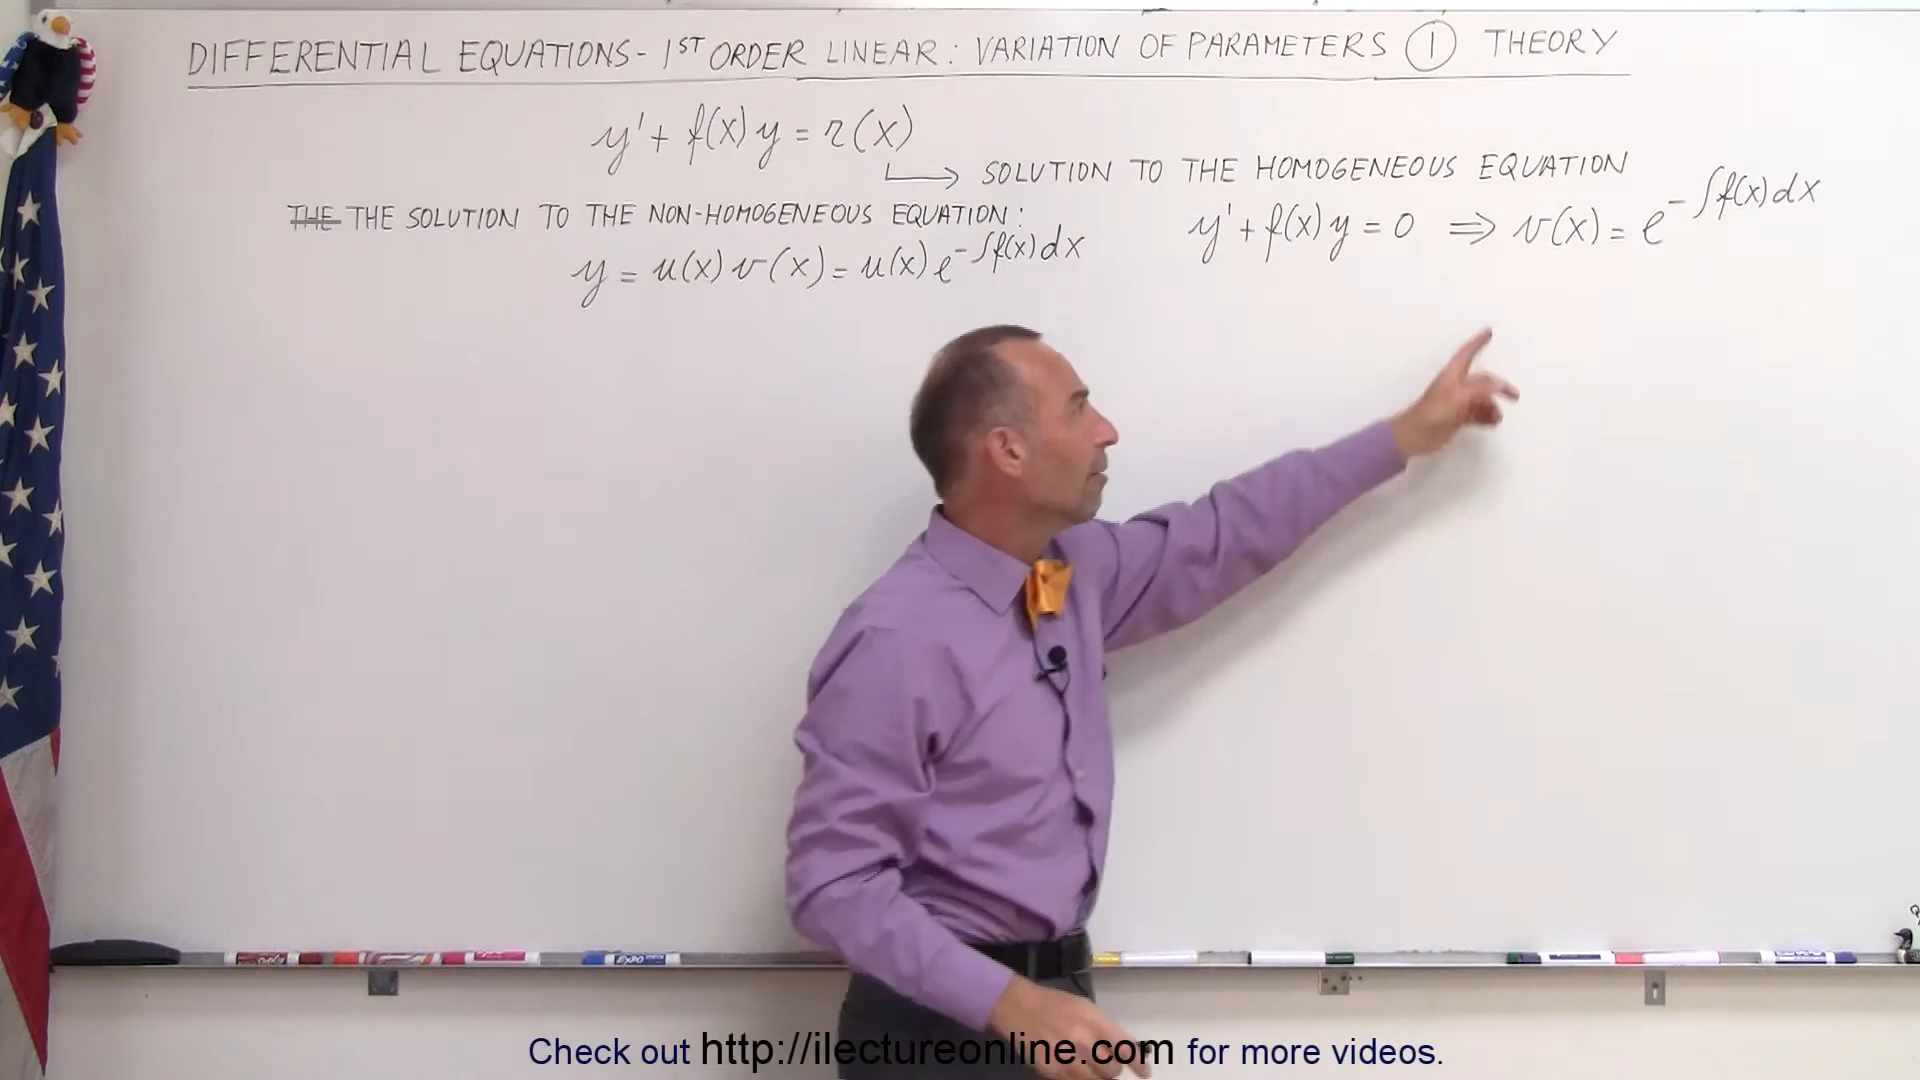 DIFFERENTIAL EQUATIONS - 1ST ORDER LINEAR: VARIATION OF PARAMETERS ① THEORY
y' + f(x) y = r(x)
→ SOLUTION TO THE HOMOGENEOUS EQUATION
y' + f(x) y = 0 ⇒ v(x) = e^{-∫f(x)dx}
THE THE SOLUTION TO THE NON-HOMOGENEOUS EQUATION:
y = u(x) v(x) = u(x) e^{-∫f(x)dx}
EXPO
Check out http://ilectureonline.com for more videos.